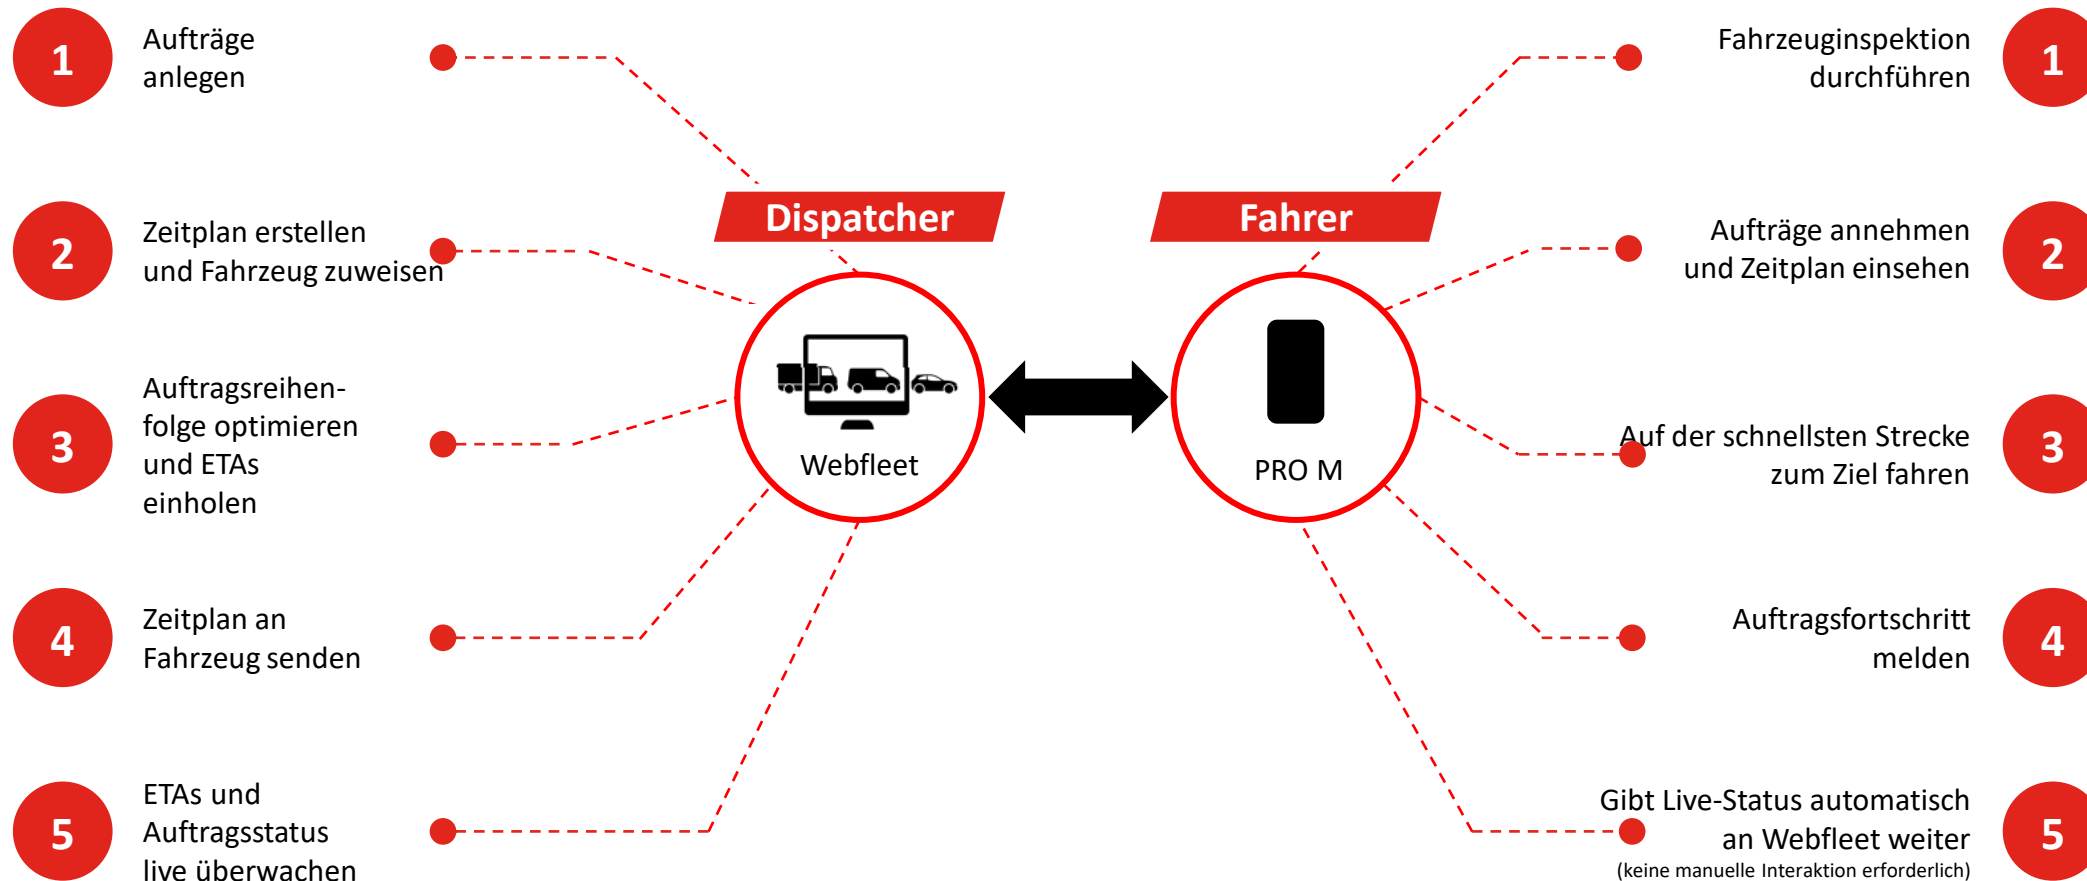 1
Aufträge
anlegen
2
Zeitplan erstellen
und Fahrzeug zuweisen
3
Auftragsreihen-
folge optimieren
und ETAs
einholen
4
Zeitplan an
Fahrzeug senden
5
ETAs und
Auftragsstatus
live überwachen
Dispatcher
Webfleet
Fahrer
PRO M
Fahrzeuginspektion
durchführen
1
Aufträge annehmen
und Zeitplan einsehen
2
Auf der schnellsten Strecke
zum Ziel fahren
3
Auftragsfortschritt
melden
4
Gibt Live-Status automatisch
an Webfleet weiter
(keine manuelle Interaktion erforderlich)
5